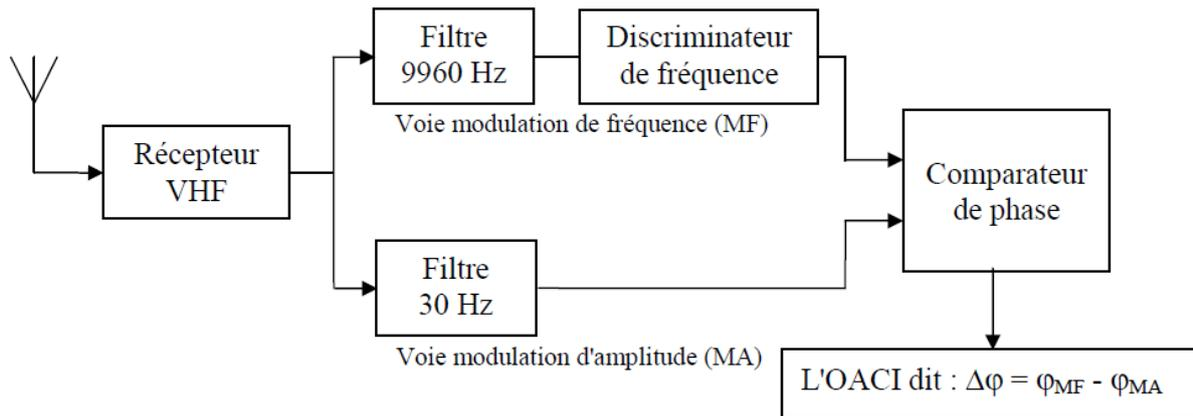 Filtre
9960 Hz
Discriminateur
de fréquence
Voie modulation de fréquence (MF)
Récepteur
VHF
Comparateur
de phase
Filtre
30 Hz
Voie modulation d'amplitude (MA)
L'OACI dit : Δφ = φMF - φMA